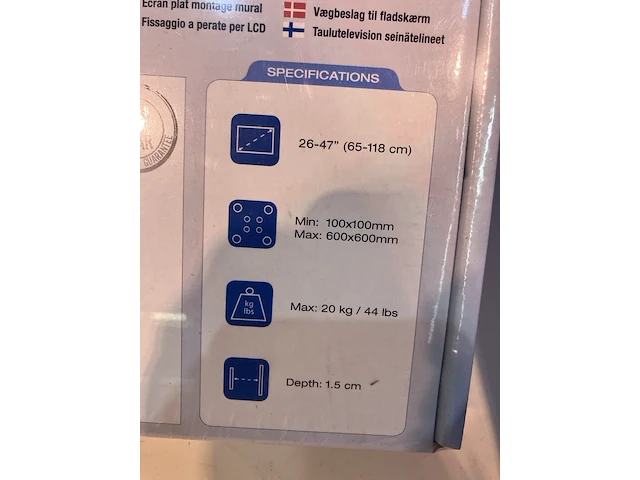 Ecran plat montage mural
Fissaggio a perate per LCD
Vægbeslag til fladskærm
Taulutelevision seinätelineet
SPECIFICATIONS
26-47" (65-118 cm)
Min: 100x100mm
Max: 600x600mm
kg
lbs
Max: 20 kg / 44 lbs
Depth: 1.5 cm
GUARANTEE